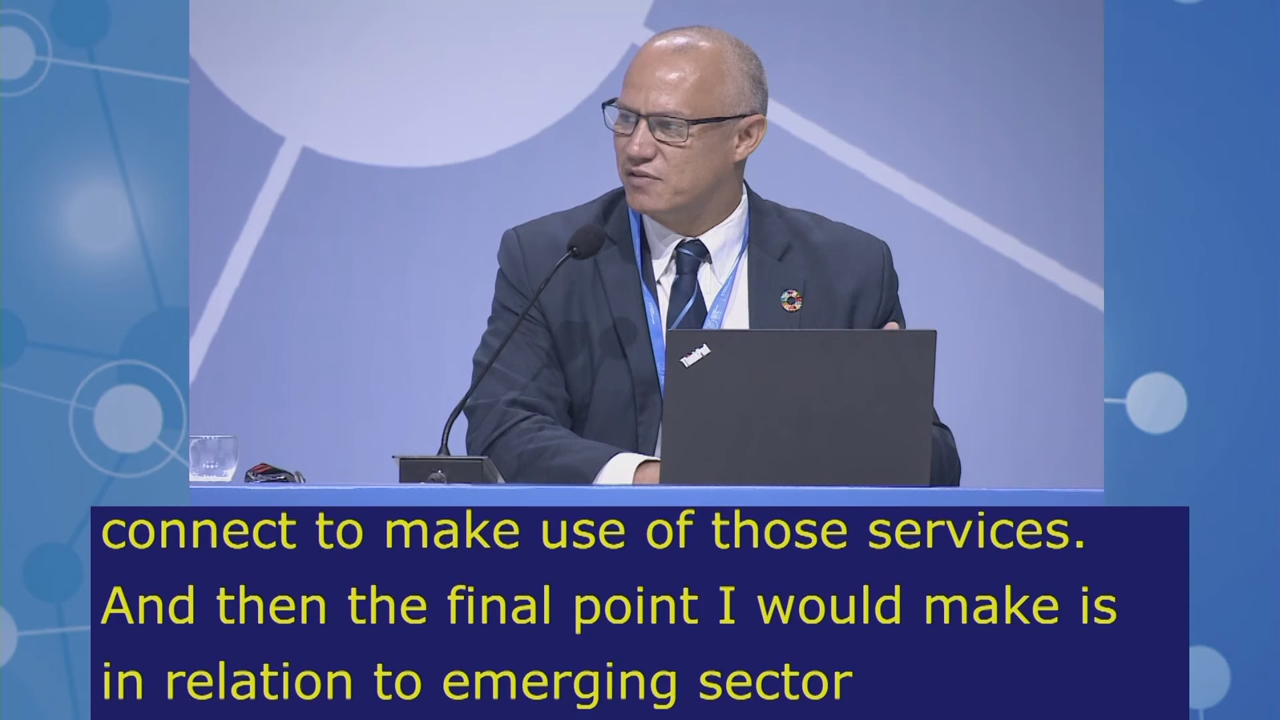 ThinkPad
connect to make use of those services.
And then the final point I would make is
in relation to emerging sector